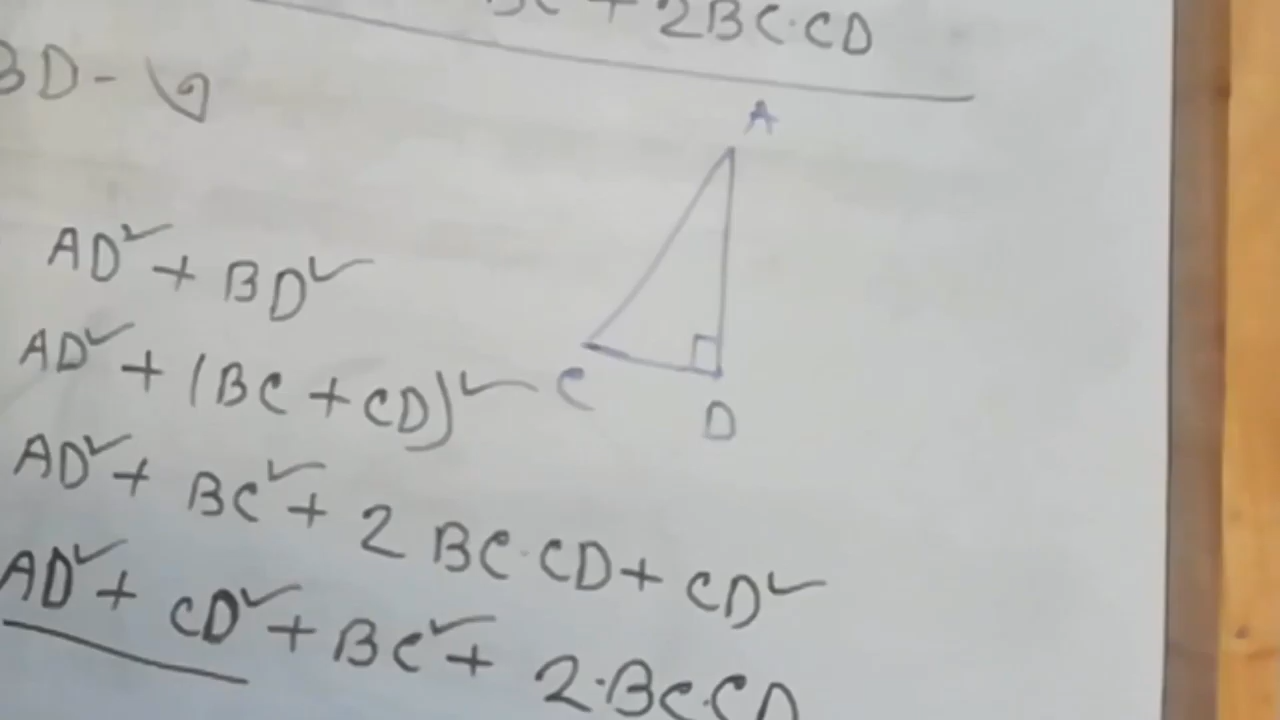 BC + 2BC·CD
BD -
A
AD² + BD²
AD² + (BC + CD)²
C
D
AD² + BC² + 2 BC·CD + CD²
AD² + CD² + BC² + 2·BC·CD